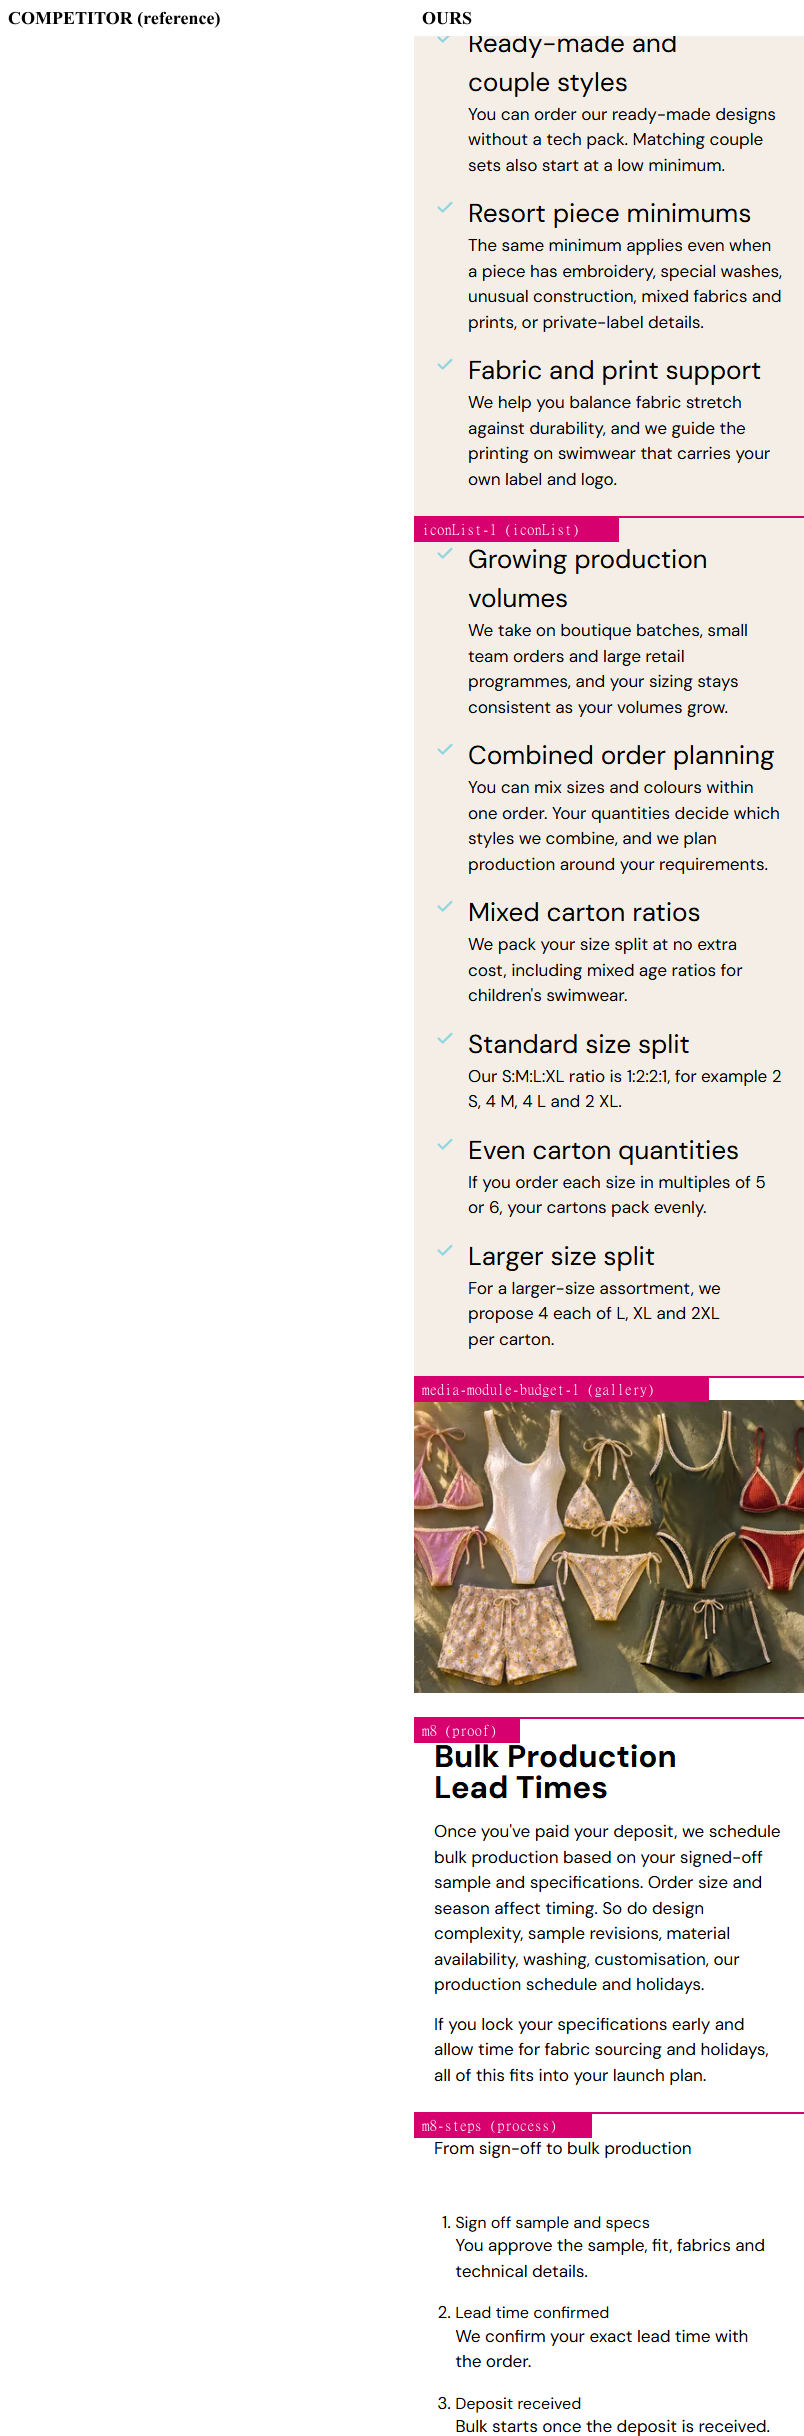 COMPETITOR (reference)
OURS
Ready-made and
couple styles
You can order our ready-made designs
without a tech pack. Matching couple
sets also start at a low minimum.
Resort piece minimums
The same minimum applies even when
a piece has embroidery, special washes,
unusual construction, mixed fabrics and
prints, or private-label details.
Fabric and print support
We help you balance fabric stretch
against durability, and we guide the
printing on swimwear that carries your
own label and logo.
iconList-1 (iconList)
Growing production
volumes
We take on boutique batches, small
team orders and large retail
programmes, and your sizing stays
consistent as your volumes grow.
Combined order planning
You can mix sizes and colours within
one order. Your quantities decide which
styles we combine, and we plan
production around your requirements.
Mixed carton ratios
We pack your size split at no extra
cost, including mixed age ratios for
children's swimwear.
Standard size split
Our S:M:L:XL ratio is 1:2:2:1, for example 2
S, 4 M, 4 L and 2 XL.
Even carton quantities
If you order each size in multiples of 5
or 6, your cartons pack evenly.
Larger size split
For a larger-size assortment, we
propose 4 each of L, XL and 2XL
per carton.
media-module-budget-1 (gallery)
m8 (proof)
Bulk Production
Lead Times
Once you've paid your deposit, we schedule
bulk production based on your signed-off
sample and specifications. Order size and
season affect timing. So do design
complexity, sample revisions, material
availability, washing, customisation, our
production schedule and holidays.
If you lock your specifications early and
allow time for fabric sourcing and holidays,
all of this fits into your launch plan.
m8-steps (process)
From sign-off to bulk production
1. Sign off sample and specs
You approve the sample, fit, fabrics and
technical details.
2. Lead time confirmed
We confirm your exact lead time with
the order.
3. Deposit received
Bulk starts once the deposit is received.